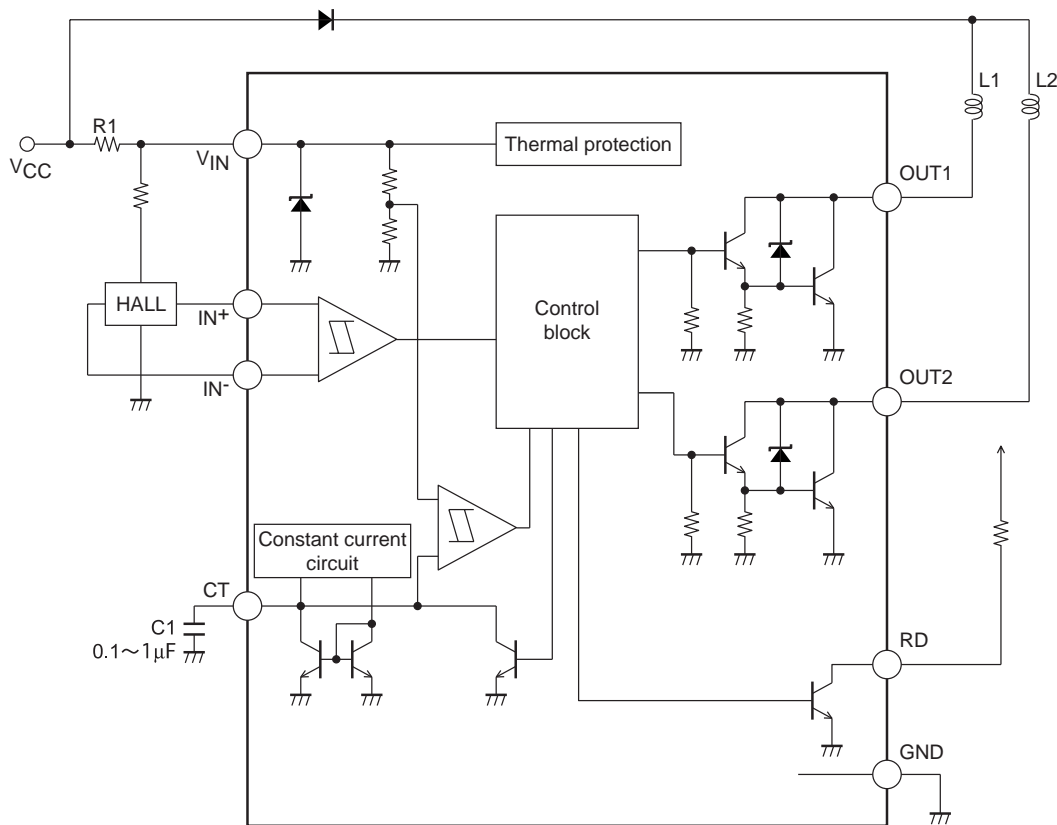 L1
L2
R1
VCC
VIN
Thermal protection
OUT1
HALL
IN+
Control
block
IN-
OUT2
Constant current
circuit
CT
C1
0.1～1μF
RD
GND